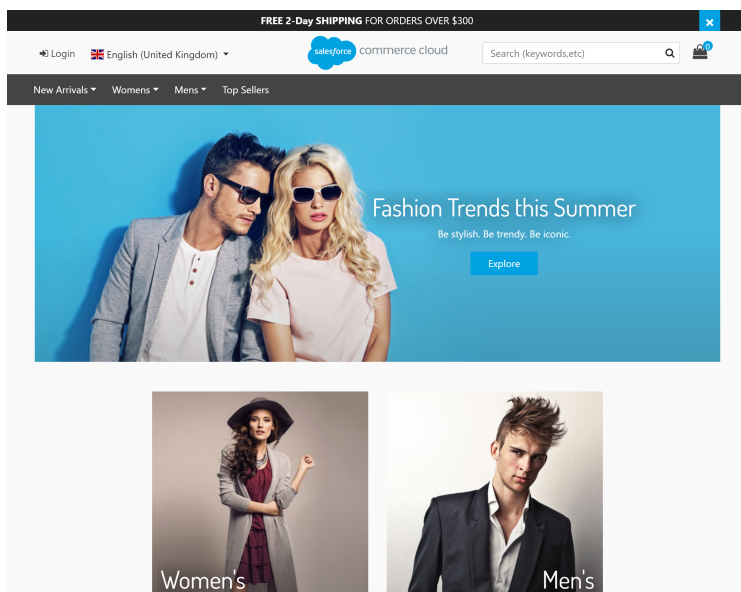 FREE 2-Day SHIPPING FOR ORDERS OVER $300
×
Login English (United Kingdom)
salesforce commerce cloud
Search (keywords,etc)
0
New Arrivals Womens Mens Top Sellers
Fashion Trends this Summer
Be stylish. Be trendy. Be iconic.
Explore
Women's Men's